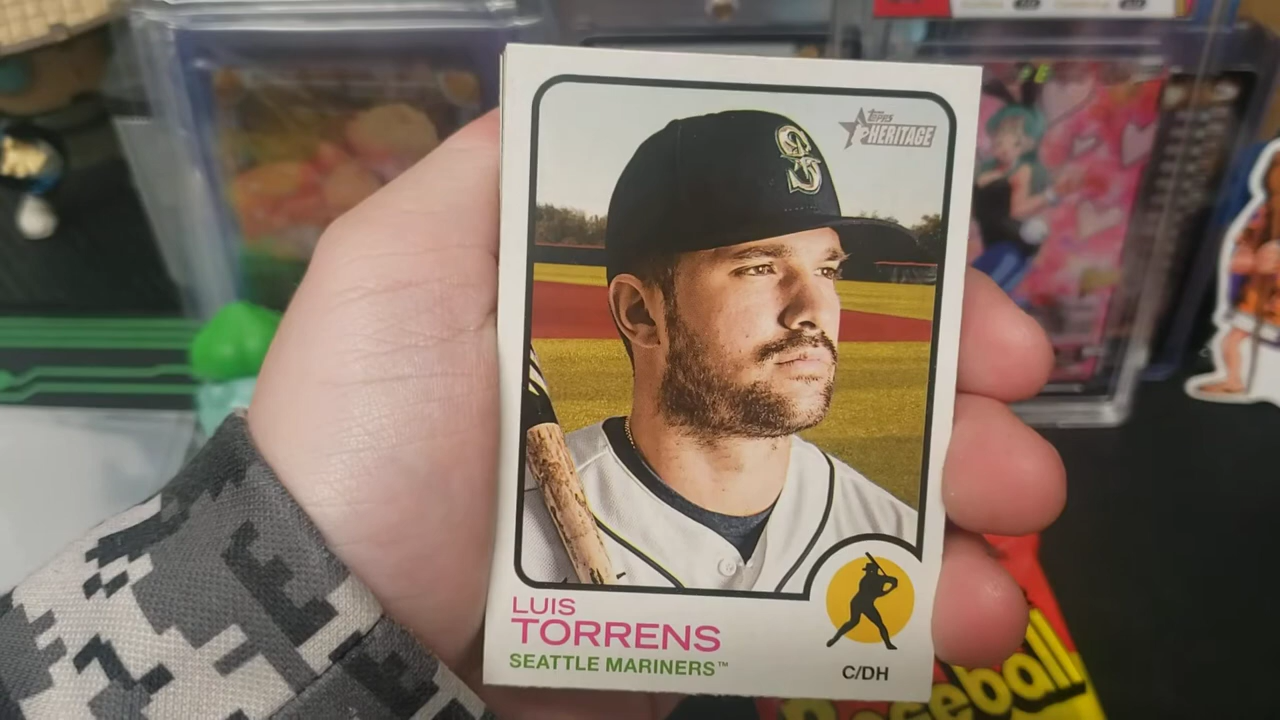 TOPPS
HERITAGE
S
LUIS
TORRENS
SEATTLE MARINERS™
C/DH
Baseball